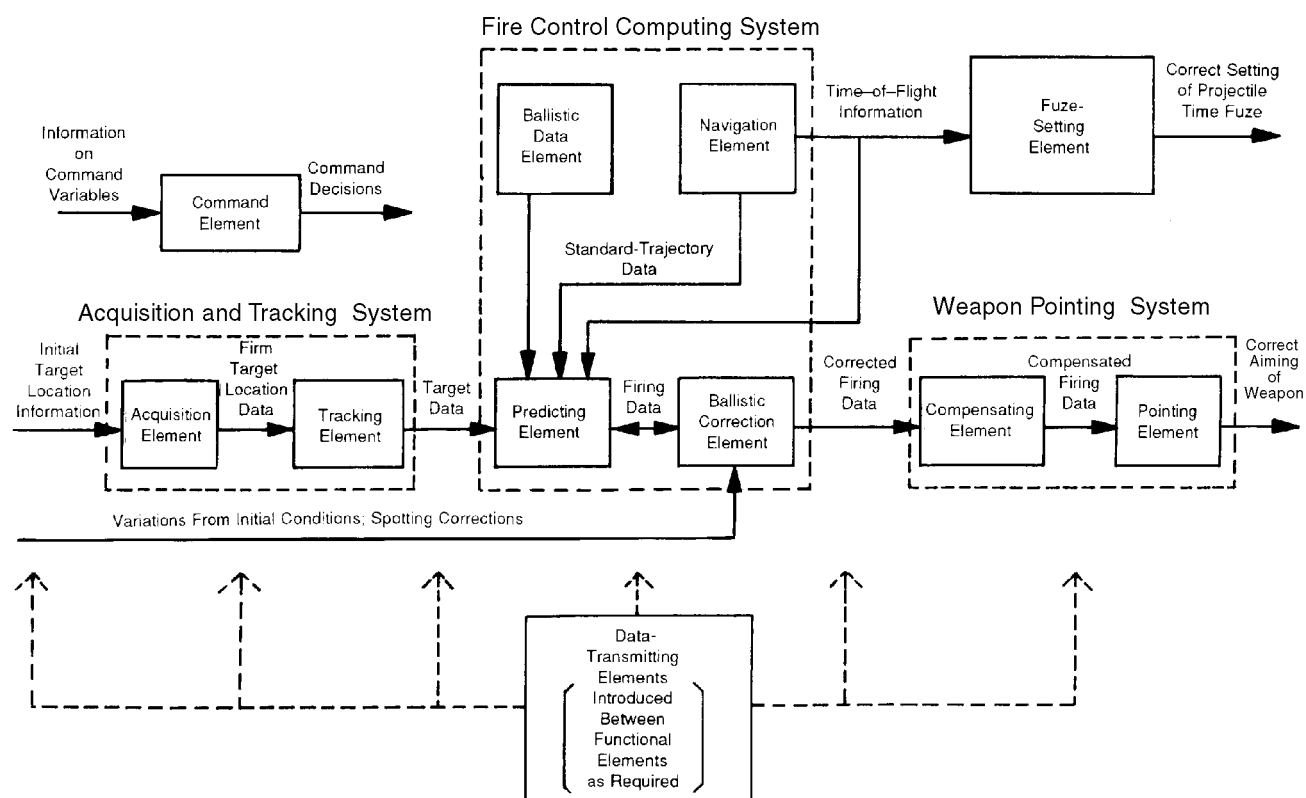 Fire Control Computing System
Ballistic
Data
Element
Navigation
Element
Time-of-Flight
Information
Fuze-
Setting
Element
Correct Setting
of Projectile
Time Fuze
Information
on
Command
Variables
Command
Element
Command
Decisions
Standard-Trajectory
Data
Acquisition and Tracking System
Initial
Target
Location
Information
Acquisition
Element
Firm
Target
Location
Data
Tracking
Element
Target
Data
Predicting
Element
Firing
Data
Ballistic
Correction
Element
Corrected
Firing
Data
Weapon Pointing System
Compensating
Element
Compensated
Firing
Data
Pointing
Element
Correct
Aiming
of
Weapon
Variations From Initial Conditions; Spotting Corrections
Data-
Transmitting
Elements
Introduced
Between
Functional
Elements
as Required